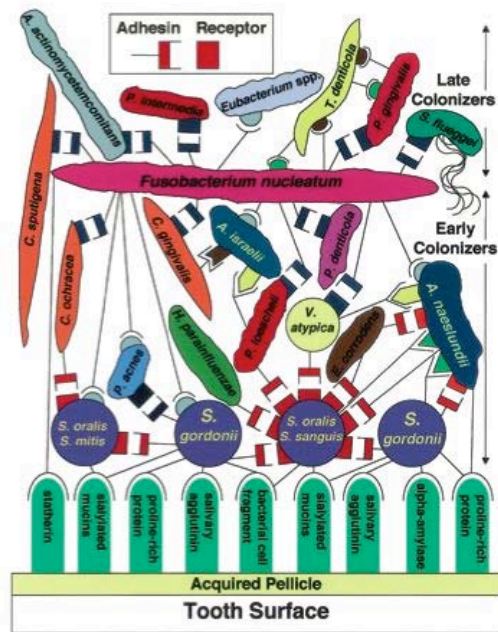 Adhesin
Receptor
A. actinomycetemcomitans
P. intermedia
Eubacterium spp.
T. denticola
P. gingivalis
S. flueggei
Late
Colonizers
Fusobacterium nucleatum
C. sputigena
C. ochracea
C. gingivalis
A. israelii
P. denticola
Early
Colonizers
A. naeslundii
H. parainfluenzae
P. loescheii
V.
atypica
E. corrodens
P. acnes
S. oralis
S. mitis
S.
gordonii
S. oralis
S. sanguis
S.
gordonii
statherin
sialylated
mucins
proline-rich
protein
salivary
agglutinin
bacterial cell
fragment
sialylated
mucins
salivary
agglutinin
alpha-amylase
proline-rich
protein
Acquired Pellicle
Tooth Surface